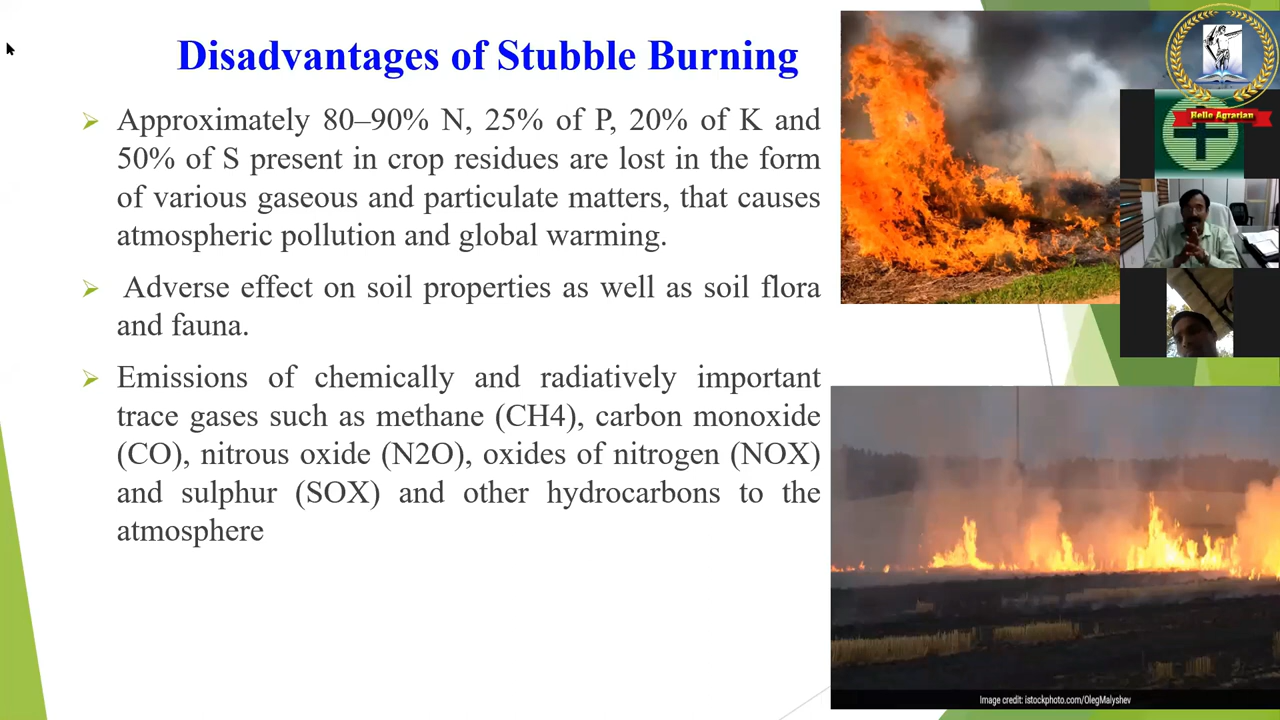 Disadvantages of Stubble Burning
Approximately 80–90% N, 25% of P, 20% of K and
50% of S present in crop residues are lost in the form
of various gaseous and particulate matters, that causes
atmospheric pollution and global warming.
Adverse effect on soil properties as well as soil flora
and fauna.
Emissions of chemically and radiatively important
trace gases such as methane (CH4), carbon monoxide
(CO), nitrous oxide (N2O), oxides of nitrogen (NOX)
and sulphur (SOX) and other hydrocarbons to the
atmosphere
Hello Agrarian
Image credit: istockphoto.com/OlegMalyshev